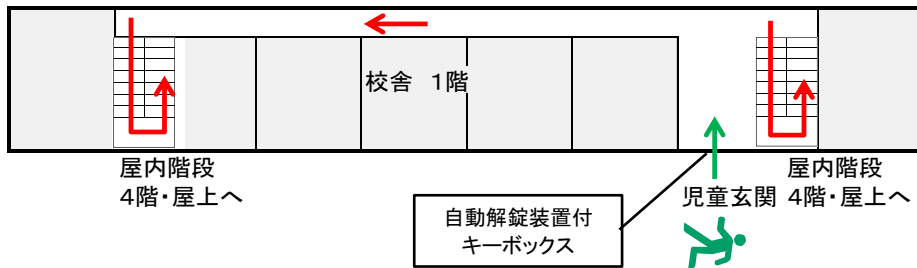 校舎 1階
屋内階段
4階・屋上へ
自動解錠装置付
キーボックス
児童玄関
屋内階段
4階・屋上へ